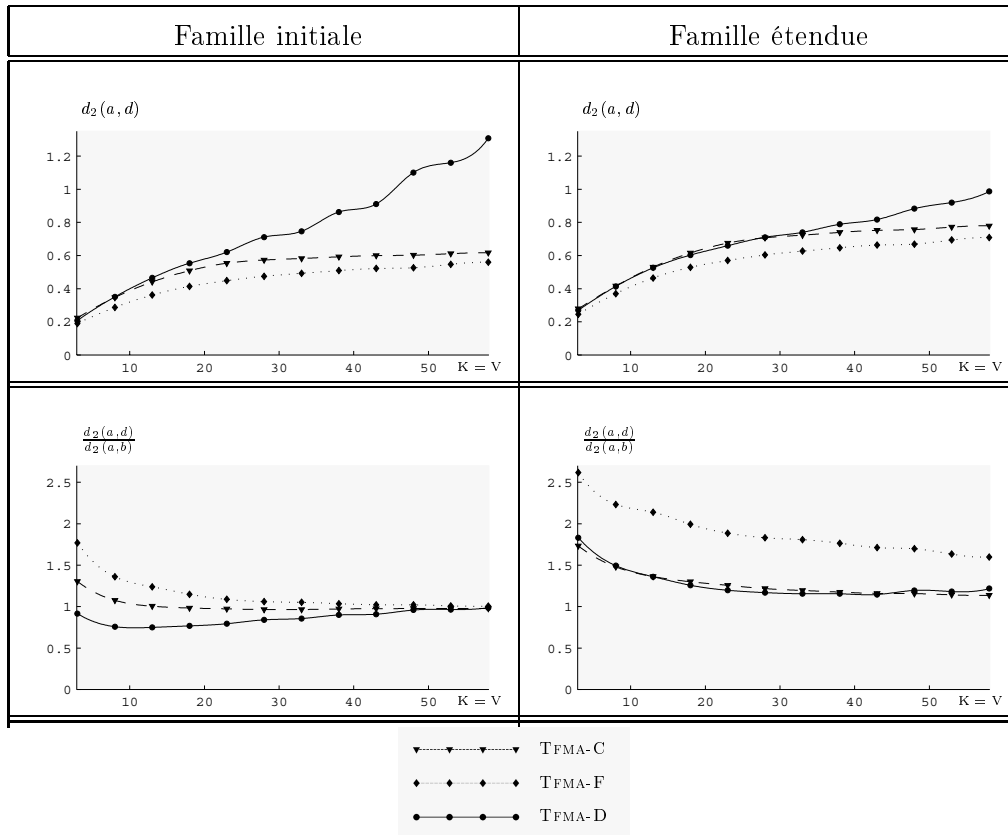 Famille initiale
Famille étendue
d2(a,d)
1.2
1
0.8
0.6
0.4
0.2
0
10 20 30 40 50 K = V
d2(a,d)
1.2
1
0.8
0.6
0.4
0.2
0
10 20 30 40 50 K = V
d2(a,d)
d2(a,b)
2.5
2
1.5
1
0.5
0
10 20 30 40 50 K = V
d2(a,d)
d2(a,b)
2.5
2
1.5
1
0.5
0
10 20 30 40 50 K = V
TFMA-C
TFMA-F
TFMA-D